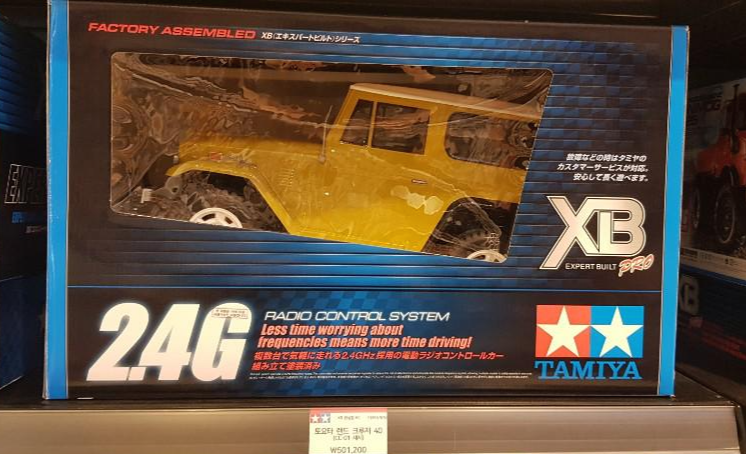 FACTORY ASSEMBLED XB(エキスパートビルト)シリーズ
故障などの時はタミヤの
カスタマーサービスが対応。
安心して長く遊べます。
XB
EXPERT BUILT PRO
2.4G
RADIO CONTROL SYSTEM
Less time worrying about
frequencies means more time driving!
複数台で気軽に走れる2.4GHz採用の電動ラジオコントロールカー
組み立て塗装済み
TAMIYA
토요타 랜드 크루저 40
₩501,200